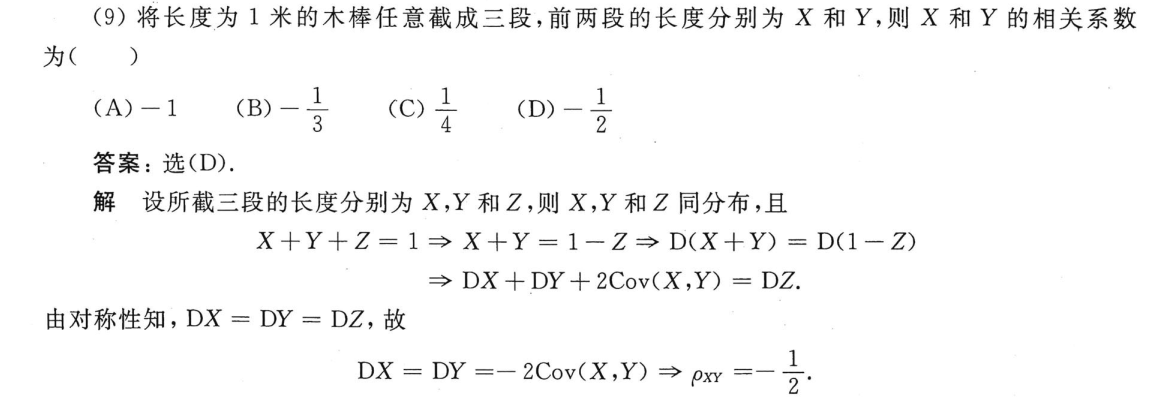 (9) 将长度为 1 米的木棒任意截成三段,前两段的长度分别为 X 和 Y,则 X 和 Y 的相关系数
为(　　)
(A) −1　(B) −1/3　(C) 1/4　(D) −1/2
答案: 选(D).
解　设所截三段的长度分别为 X,Y 和 Z,则 X,Y 和 Z 同分布,且
X+Y+Z=1⇒X+Y=1−Z⇒D(X+Y)=D(1−Z)
⇒DX+DY+2Cov(X,Y)=DZ.
由对称性知, DX=DY=DZ, 故
DX=DY=−2Cov(X,Y)⇒ρXY=−1/2.